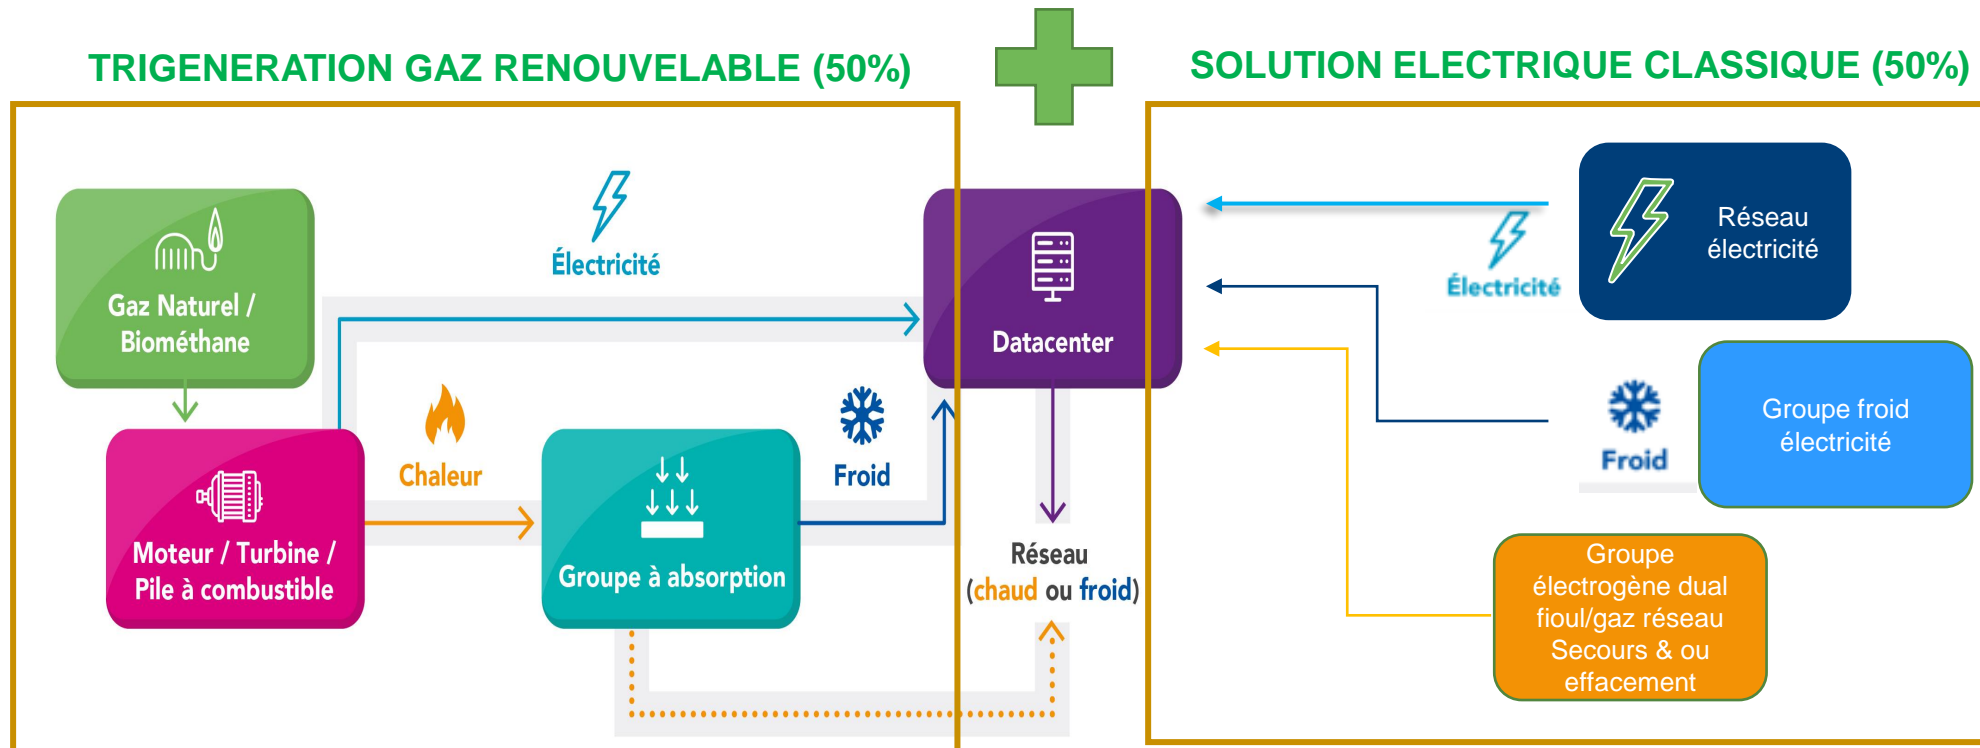 TRIGENERATION GAZ RENOUVELABLE (50%)
SOLUTION ELECTRIQUE CLASSIQUE (50%)
Gaz Naturel /
Biométhane
Électricité
Datacenter
Moteur / Turbine /
Pile à combustible
Chaleur
Groupe à absorption
Froid
Réseau
(chaud ou froid)
Électricité
Réseau
électricité
Froid
Groupe froid
électricité
Groupe
électrogène dual
fioul/gaz réseau
Secours & ou
effacement